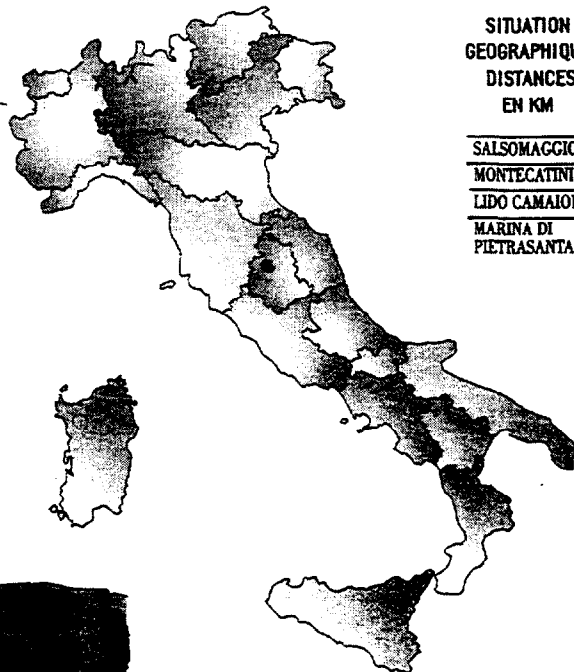 SITUATION
GEOGRAPHIQU
DISTANCES
EN KM
SALSOMAGGIO
MONTECATINI
LIDO CAMAIO
MARINA DI
PIETRASANTA